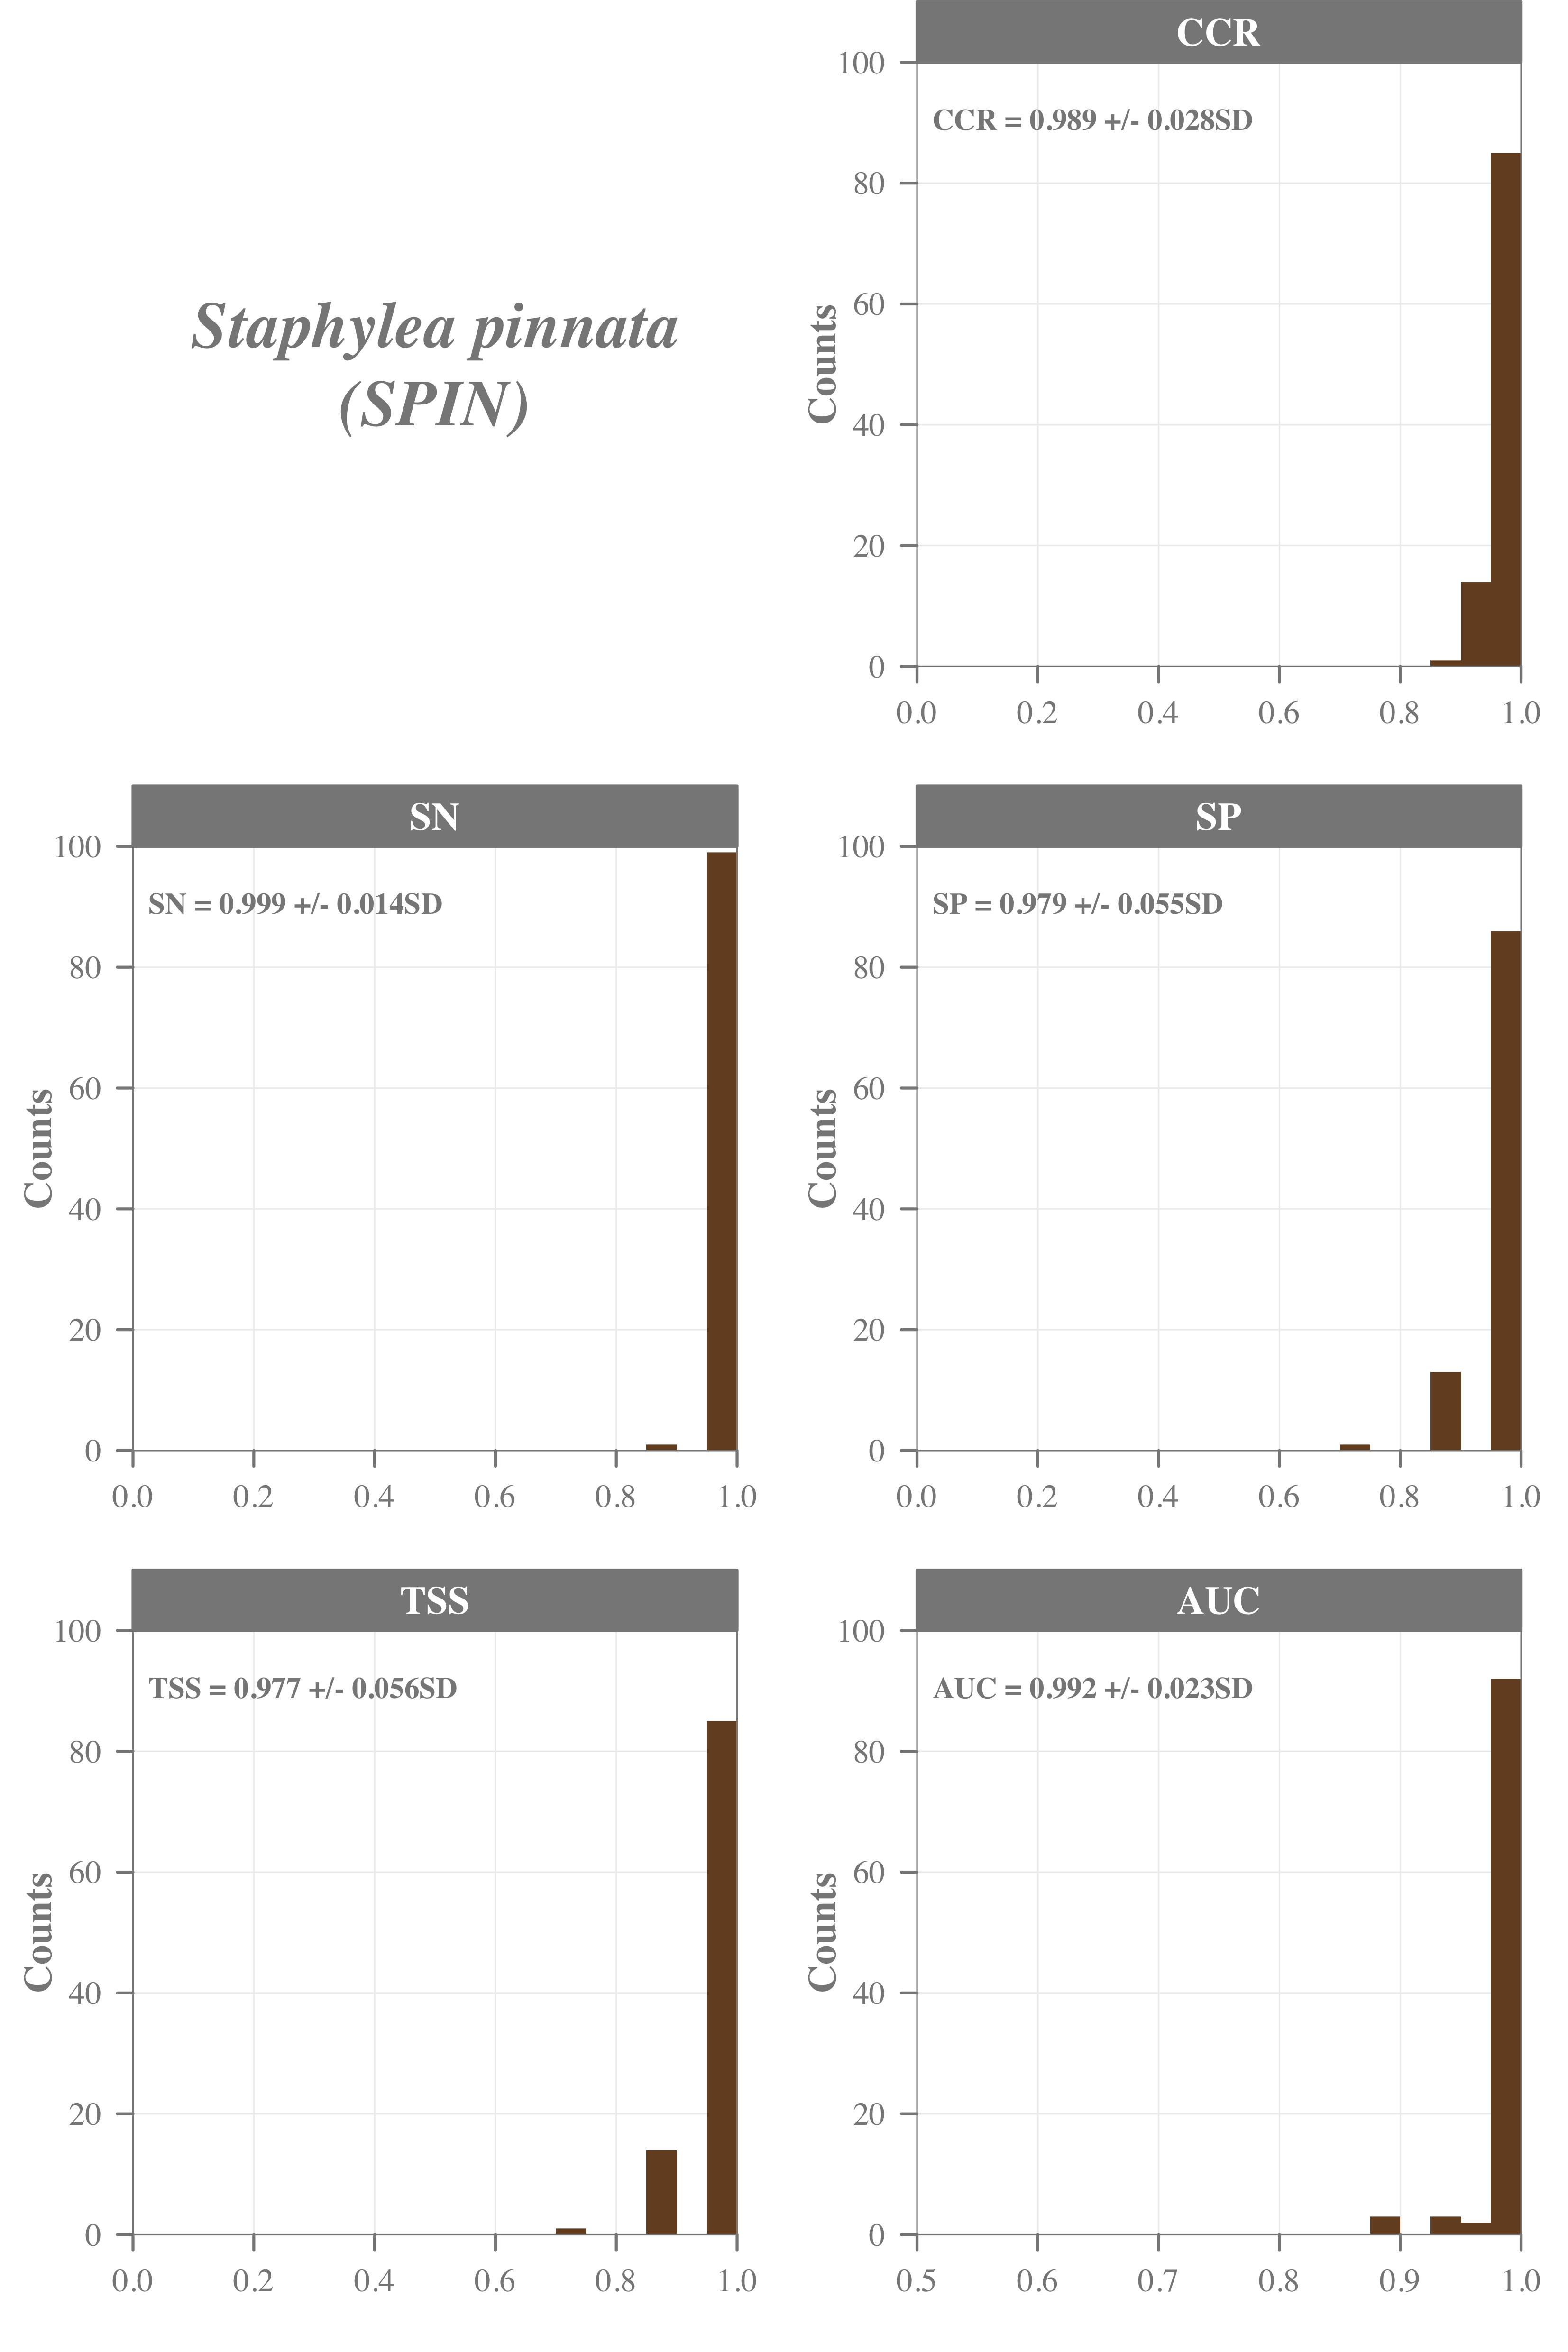 Staphylea pinnata
(SPIN)
CCR
CCR = 0.989 +/- 0.028SD
Counts
100
80
60
40
20
0
0.0 0.2 0.4 0.6 0.8 1.0
SN
SN = 0.999 +/- 0.014SD
Counts
100
80
60
40
20
0
0.0 0.2 0.4 0.6 0.8 1.0
SP
SP = 0.979 +/- 0.055SD
Counts
100
80
60
40
20
0
0.0 0.2 0.4 0.6 0.8 1.0
TSS
TSS = 0.977 +/- 0.056SD
Counts
100
80
60
40
20
0
0.0 0.2 0.4 0.6 0.8 1.0
AUC
AUC = 0.992 +/- 0.023SD
Counts
100
80
60
40
20
0
0.5 0.6 0.7 0.8 0.9 1.0